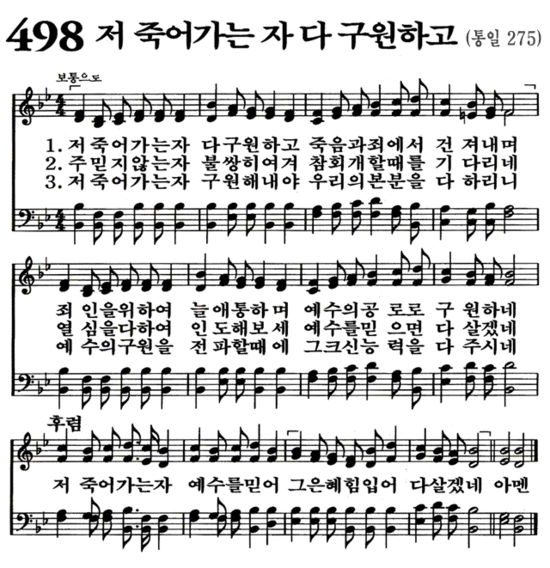 498 저 죽어가는 자 다 구원하고 (통일 275)
보통으로
1. 저 죽어가는자 다구원하고 죽음과죄에서 건 져내며
2. 주 믿지않는자 불쌍히여겨 참회개할때를 기 다리네
3. 저 죽어가는자 구원해내야 우리의본분을 다 하리니
죄 인을위하여 늘애통하며 예수의공 로로 구 원하네
열 심을다하여 인도해보세 예수를믿 으면 다 살겠네
예 수의구원을 전파할때에 그크신능 력을 다 주시네
후렴
저 죽어가는자 예수를믿어 그은혜힘입어 다살겠네 아멘